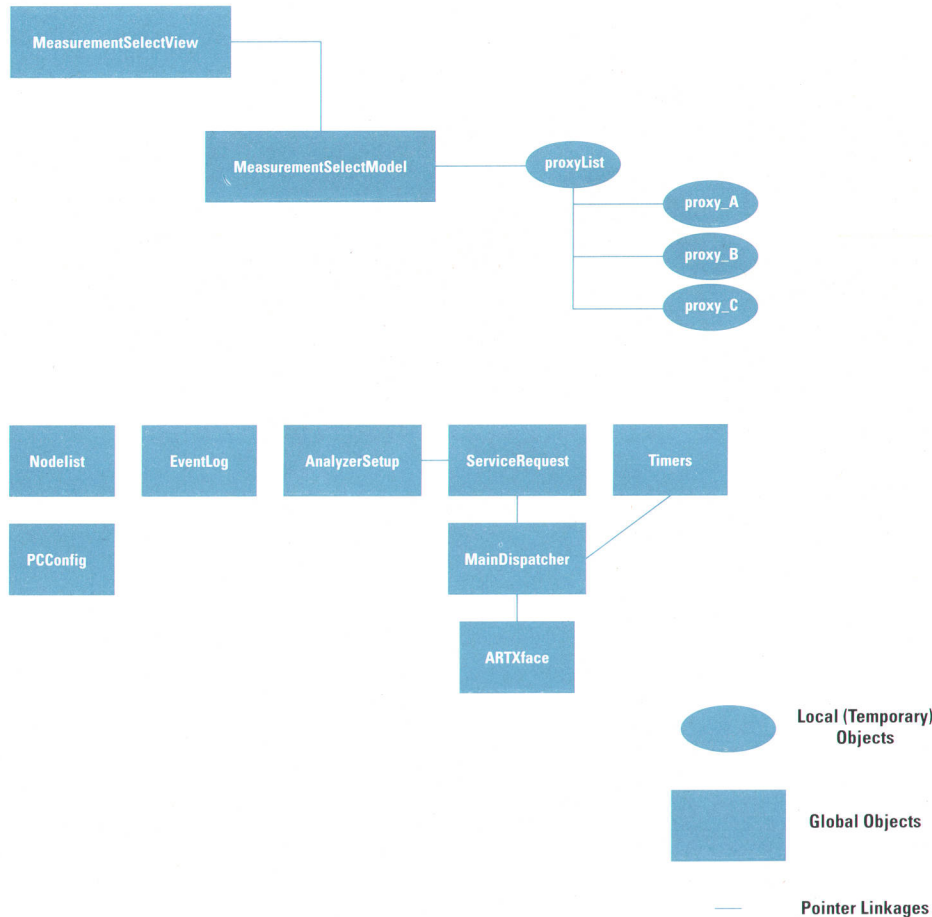 MeasurementSelectView
MeasurementSelectModel
proxyList
proxy_A
proxy_B
proxy_C
Nodelist
EventLog
AnalyzerSetup
ServiceRequest
Timers
PCConfig
MainDispatcher
ARTXface
Local (Temporary)
Objects
Global Objects
Pointer Linkages